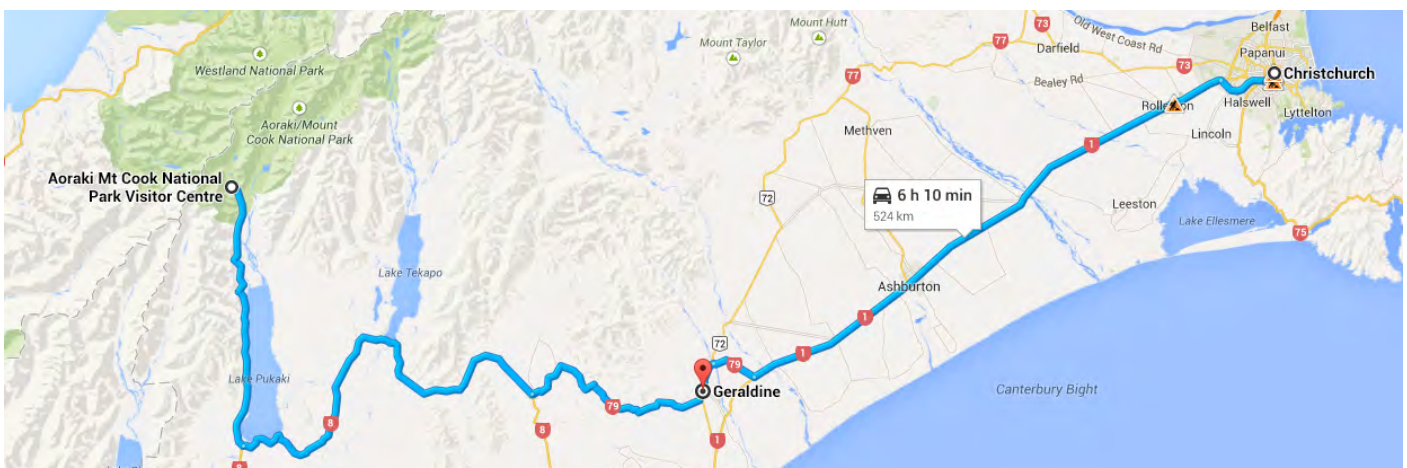 Mount Hutt
Mount Taylor
Westland National Park
Aoraki/Mount
Cook National Park
Aoraki Mt Cook National
Park Visitor Centre
Lake Tekapo
Lake Pukaki
8
8
8
79
Geraldine
79
72
72
1
1
1
1
77
77
73
73
Old West Coast Rd
Darfield
Bealey Rd
Methven
6 h 10 min
524 km
Ashburton
Belfast
Papanui
Christchurch
Halswell
Lyttelton
Lincoln
Leeston
Lake Ellesmere
75
Canterbury Bight